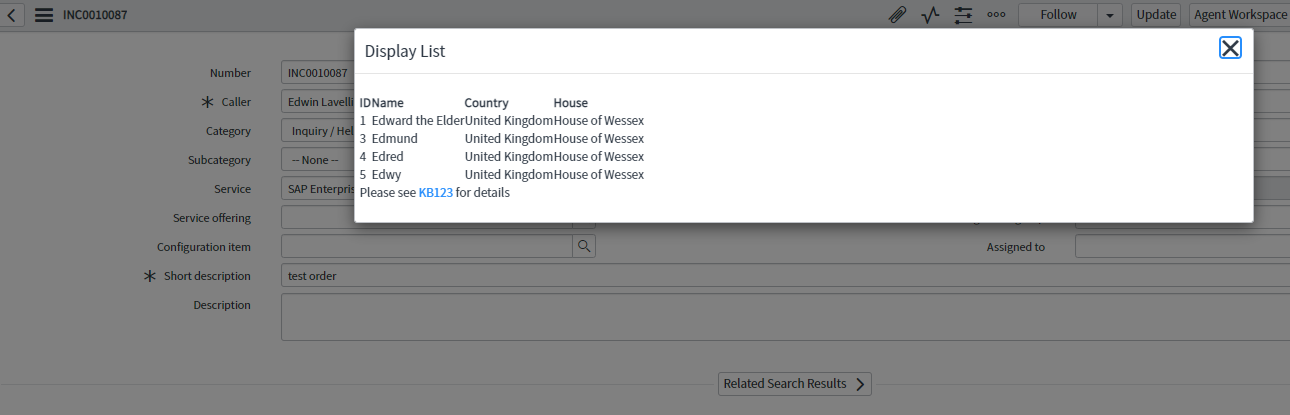 INC0010087
Follow
Update
Agent Workspace
Display List
Number INC0010087
Caller Edwin Lavelli
Category Inquiry / Hel
Subcategory -- None --
Service SAP Enterpris
Service offering
Configuration item
Assigned to
Short description test order
Description
ID Name Country House
1 Edward the Elder United Kingdom House of Wessex
3 Edmund United Kingdom House of Wessex
4 Edred United Kingdom House of Wessex
5 Edwy United Kingdom House of Wessex
Please see KB123 for details
Related Search Results